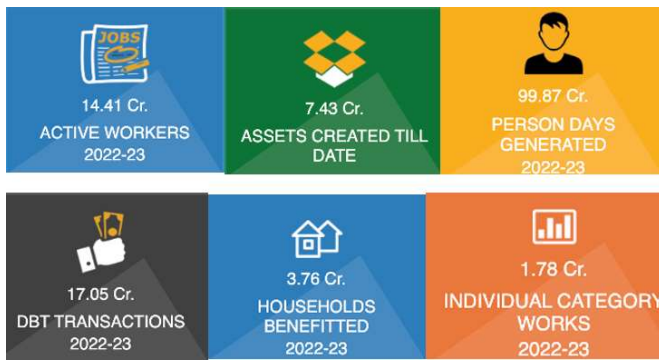 JOBS
14.41 Cr.
ACTIVE WORKERS
2022-23
7.43 Cr.
ASSETS CREATED TILL
DATE
99.87 Cr.
PERSON DAYS
GENERATED
2022-23
17.05 Cr.
DBT TRANSACTIONS
2022-23
3.76 Cr.
HOUSEHOLDS
BENEFITTED
2022-23
1.78 Cr.
INDIVIDUAL CATEGORY
WORKS
2022-23